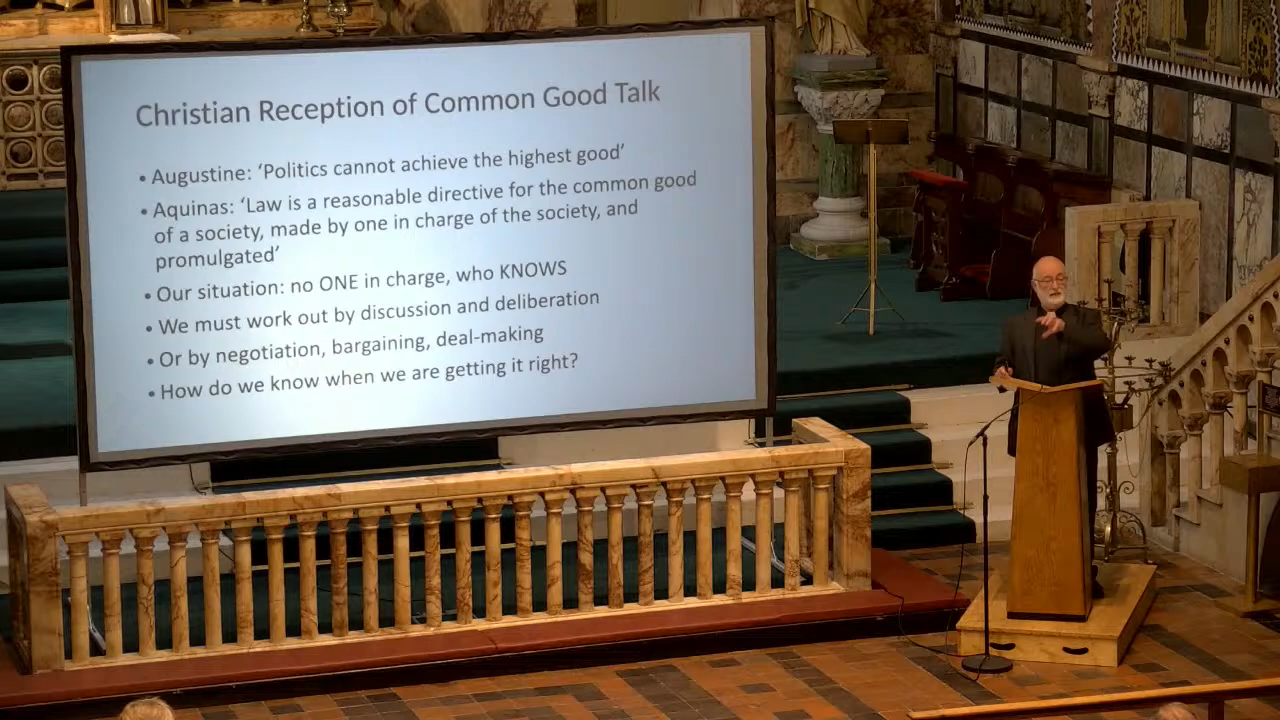 Christian Reception of Common Good Talk
• Augustine: ‘Politics cannot achieve the highest good’
• Aquinas: ‘Law is a reasonable directive for the common good
of a society, made by one in charge of the society, and
promulgated’
• Our situation: no ONE in charge, who KNOWS
• We must work out by discussion and deliberation
• Or by negotiation, bargaining, deal-making
• How do we know when we are getting it right?